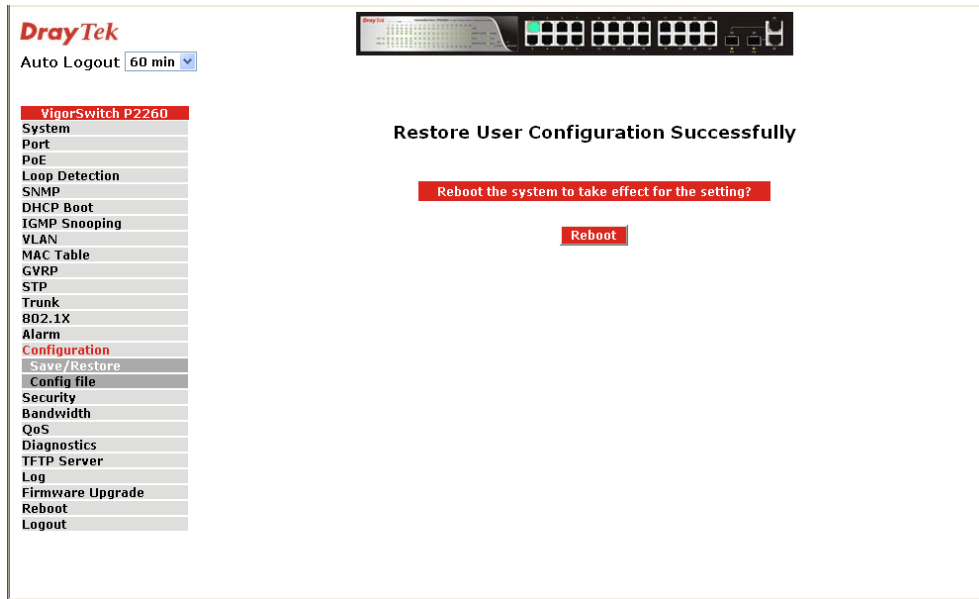 DrayTek
Auto Logout 60 min
VigorSwitch P2260
System
Port
PoE
Loop Detection
SNMP
DHCP Boot
IGMP Snooping
VLAN
MAC Table
GVRP
STP
Trunk
802.1X
Alarm
Configuration
Save/Restore
Config file
Security
Bandwidth
QoS
Diagnostics
TFTP Server
Log
Firmware Upgrade
Reboot
Logout
DrayTek
Restore User Configuration Successfully
Reboot the system to take effect for the setting?
Reboot